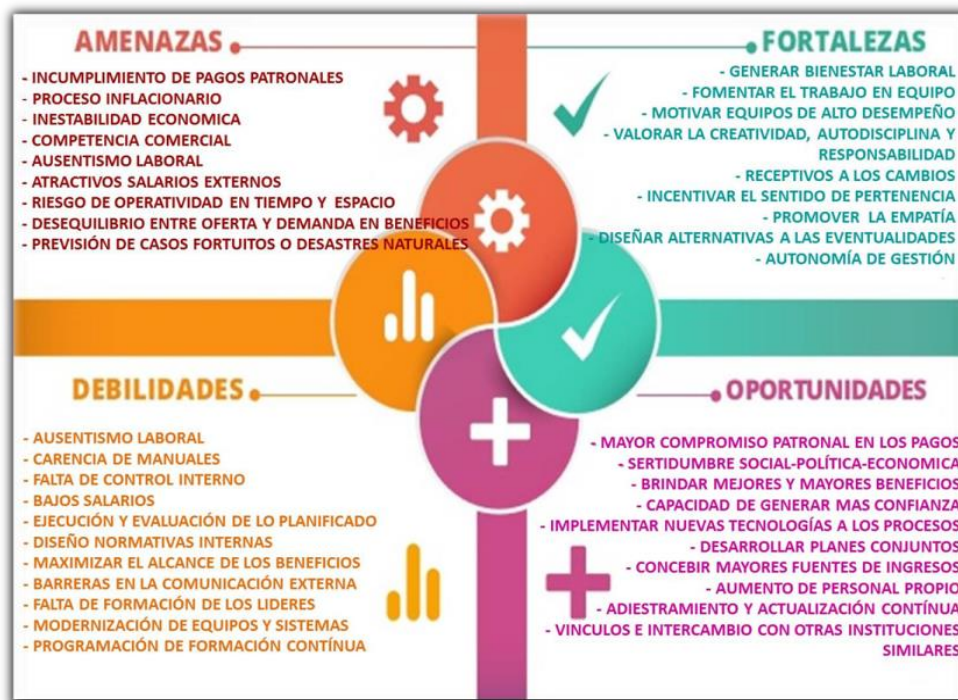 AMENAZAS
- INCUMPLIMIENTO DE PAGOS PATRONALES
- PROCESO INFLACIONARIO
- INESTABILIDAD ECONOMICA
- COMPETENCIA COMERCIAL
- AUSENTISMO LABORAL
- ATRACTIVOS SALARIOS EXTERNOS
- RIESGO DE OPERATIVIDAD EN TIEMPO Y ESPACIO
- DESEQUILIBRIO ENTRE OFERTA Y DEMANDA EN BENEFICIOS
- PREVISIÓN DE CASOS FORTUITOS O DESASTRES NATURALES
FORTALEZAS
- GENERAR BIENESTAR LABORAL
- FOMENTAR EL TRABAJO EN EQUIPO
- MOTIVAR EQUIPOS DE ALTO DESEMPEÑO
- VALORAR LA CREATIVIDAD, AUTODISCIPLINA Y
RESPONSABILIDAD
- RECEPTIVOS A LOS CAMBIOS
- INCENTIVAR EL SENTIDO DE PERTENENCIA
- PROMOVER LA EMPATÍA
- DISEÑAR ALTERNATIVAS A LAS EVENTUALIDADES
- AUTONOMÍA DE GESTIÓN
DEBILIDADES
- AUSENTISMO LABORAL
- CARENCIA DE MANUALES
- FALTA DE CONTROL INTERNO
- BAJOS SALARIOS
- EJECUCIÓN Y EVALUACIÓN DE LO PLANIFICADO
- DISEÑO NORMATIVAS INTERNAS
- MAXIMIZAR EL ALCANCE DE LOS BENEFICIOS
- BARRERAS EN LA COMUNICACIÓN EXTERNA
- FALTA DE FORMACIÓN DE LOS LIDERES
- MODERNIZACIÓN DE EQUIPOS Y SISTEMAS
- PROGRAMACIÓN DE FORMACIÓN CONTÍNUA
OPORTUNIDADES
- MAYOR COMPROMISO PATRONAL EN LOS PAGOS
- SERTIDUMBRE SOCIAL-POLÍTICA-ECONOMICA
- BRINDAR MEJORES Y MAYORES BENEFICIOS
- CAPACIDAD DE GENERAR MAS CONFIANZA
- IMPLEMENTAR NUEVAS TECNOLOGÍAS A LOS PROCESOS
- DESARROLLAR PLANES CONJUNTOS
- CONCEBIR MAYORES FUENTES DE INGRESOS
- AUMENTO DE PERSONAL PROPIO
- ADIESTRAMIENTO Y ACTUALIZACIÓN CONTÍNUA
- VINCULOS E INTERCAMBIO CON OTRAS INSTITUCIONES
SIMILARES